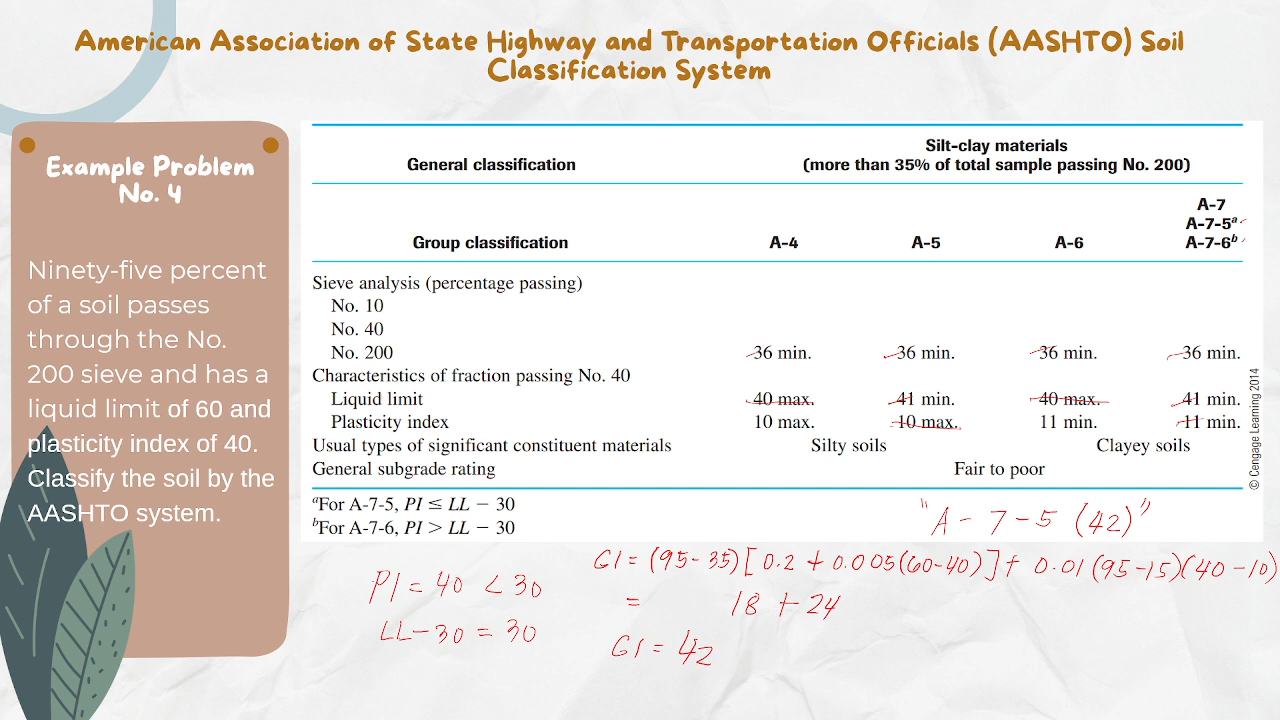 American Association of State Highway and Transportation Officials (AASHTO) Soil
Classification System
Example Problem
No. 4
Ninety-five percent
of a soil passes
through the No.
200 sieve and has a
liquid limit of 60 and
plasticity index of 40.
Classify the soil by the
AASHTO system.
Silt-clay materials
General classification (more than 35% of total sample passing No. 200)
A-7
A-7-5ᵃ
Group classification A-4 A-5 A-6 A-7-6ᵇ
Sieve analysis (percentage passing)
No. 10
No. 40
No. 200 36 min. 36 min. 36 min. 36 min.
Characteristics of fraction passing No. 40
Liquid limit 40 max. 41 min. 40 max. 41 min.
Plasticity index 10 max. 10 max. 11 min. 11 min.
Usual types of significant constituent materials Silty soils Clayey soils
General subgrade rating Fair to poor
ᵃFor A-7-5, PI ≤ LL − 30
ᵇFor A-7-6, PI > LL − 30
© Cengage Learning 2014
"A - 7 - 5 (42)"
PI = 40 < 30
LL - 30 = 30
GI = (95-35)[0.2 + 0.005(60-40)] + 0.01(95-15)(40-10)
= 18 + 24
GI = 42